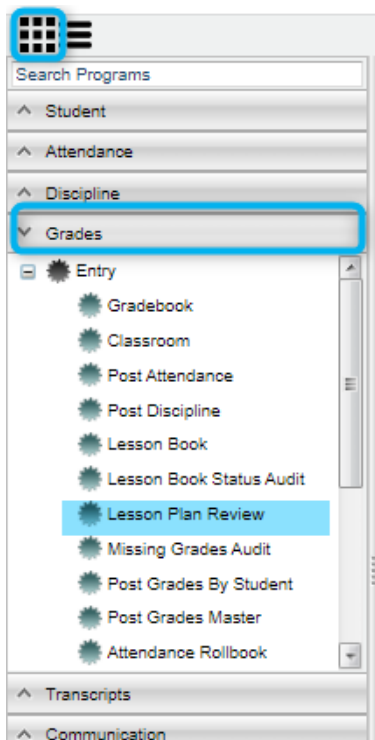 Search Programs
Student
Attendance
Discipline
Grades
Entry
Gradebook
Classroom
Post Attendance
Post Discipline
Lesson Book
Lesson Book Status Audit
Lesson Plan Review
Missing Grades Audit
Post Grades By Student
Post Grades Master
Attendance Rollbook
Transcripts
Communication